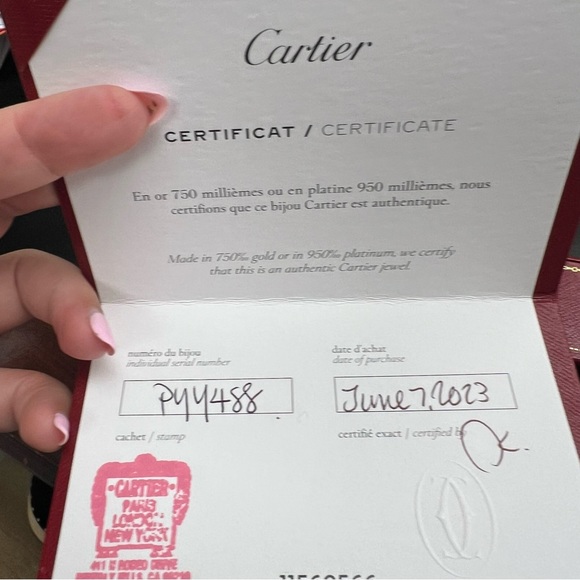 Cartier
CERTIFICAT / CERTIFICATE
En or 750 millièmes ou en platine 950 millièmes, nous
certifions que ce bijou Cartier est authentique.
Made in 750‰ gold or in 950‰ platinum, we certify
that this is an authentic Cartier jewel.
numéro du bijou
individual serial number
PYY488
date d'achat
date of purchase
June 7, 2023
cachet / stamp
certifié exact / certified by
CARTIER
PARIS
LONDON
NEW YORK
RODEO DRIVE